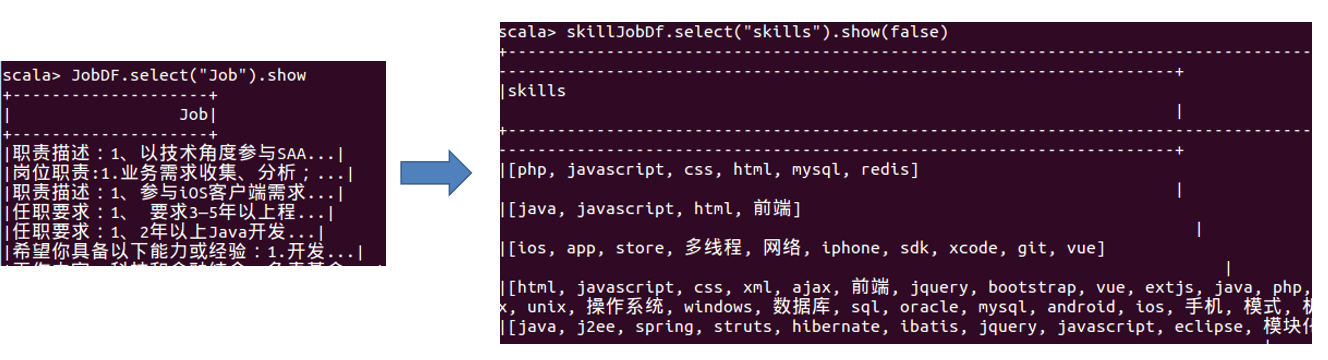 scala> JobDF.select("Job").show
+--------------------+
|                 Job|
+--------------------+
|职责描述：1、以技术角度参与SAA...|
|岗位职责:1.业务需求收集、分析；...|
|职责描述：1、参与iOS客户端需求...|
|任职要求：1、 要求3—5年以上程...|
|任职要求：1、2年以上Java开发...|
|希望你具备以下能力或经验：1.开发...|
scala> skillJobDf.select("skills").show(false)
|skills
|
|[php, javascript, css, html, mysql, redis]
|
|[java, javascript, html, 前端]
|
|[ios, app, store, 多线程, 网络, iphone, sdk, xcode, git, vue]
|
|[html, javascript, css, xml, ajax, 前端, jquery, bootstrap, vue, extjs, java, php,
x, unix, 操作系统, windows, 数据库, sql, oracle, mysql, android, ios, 手机, 模式,
|[java, j2ee, spring, struts, hibernate, ibatis, jquery, javascript, eclipse, 模块